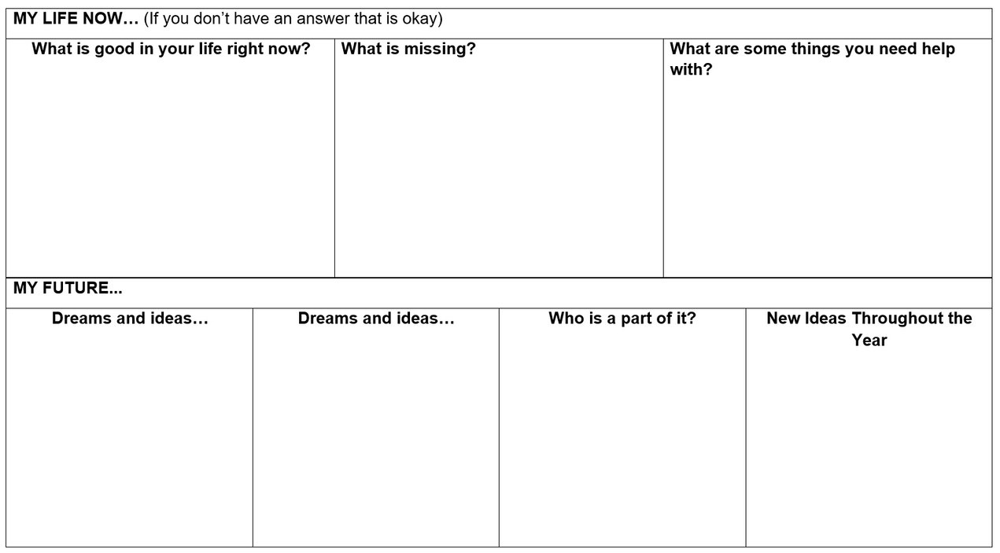 MY LIFE NOW… (If you don’t have an answer that is okay)
What is good in your life right now?
What is missing?
What are some things you need help
with?
MY FUTURE...
Dreams and ideas…
Dreams and ideas…
Who is a part of it?
New Ideas Throughout the
Year